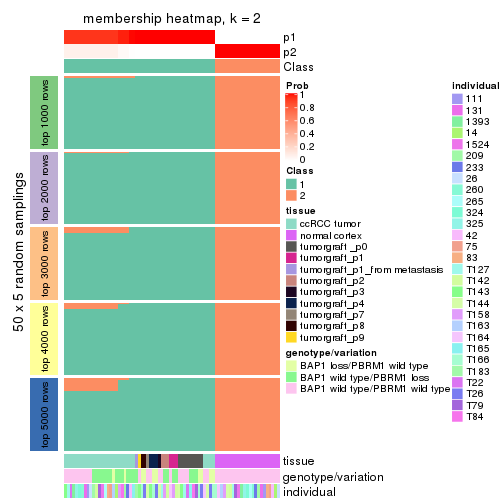 membership heatmap, k = 2
p1
p2
Class
50 x 5 random samplings
top 1000 rows
top 2000 rows
top 3000 rows
top 4000 rows
top 5000 rows
tissue
genotype/variation
individual
Prob
1
0.8
0.6
0.4
0.2
0
Class
1
2
tissue
ccRCC tumor
normal cortex
tumorgraft _p0
tumorgraft_p1
tumorgraft_p1_from metastasis
tumorgraft_p2
tumorgraft_p3
tumorgraft_p4
tumorgraft_p7
tumorgraft_p8
tumorgraft_p9
genotype/variation
BAP1 loss/PBRM1 wild type
BAP1 wild type/PBRM1 loss
BAP1 wild type/PBRM1 wild type
individual
111
131
1393
14
1524
209
233
26
260
265
324
325
42
75
83
T127
T142
T143
T144
T158
T163
T164
T165
T166
T183
T22
T26
T79
T84